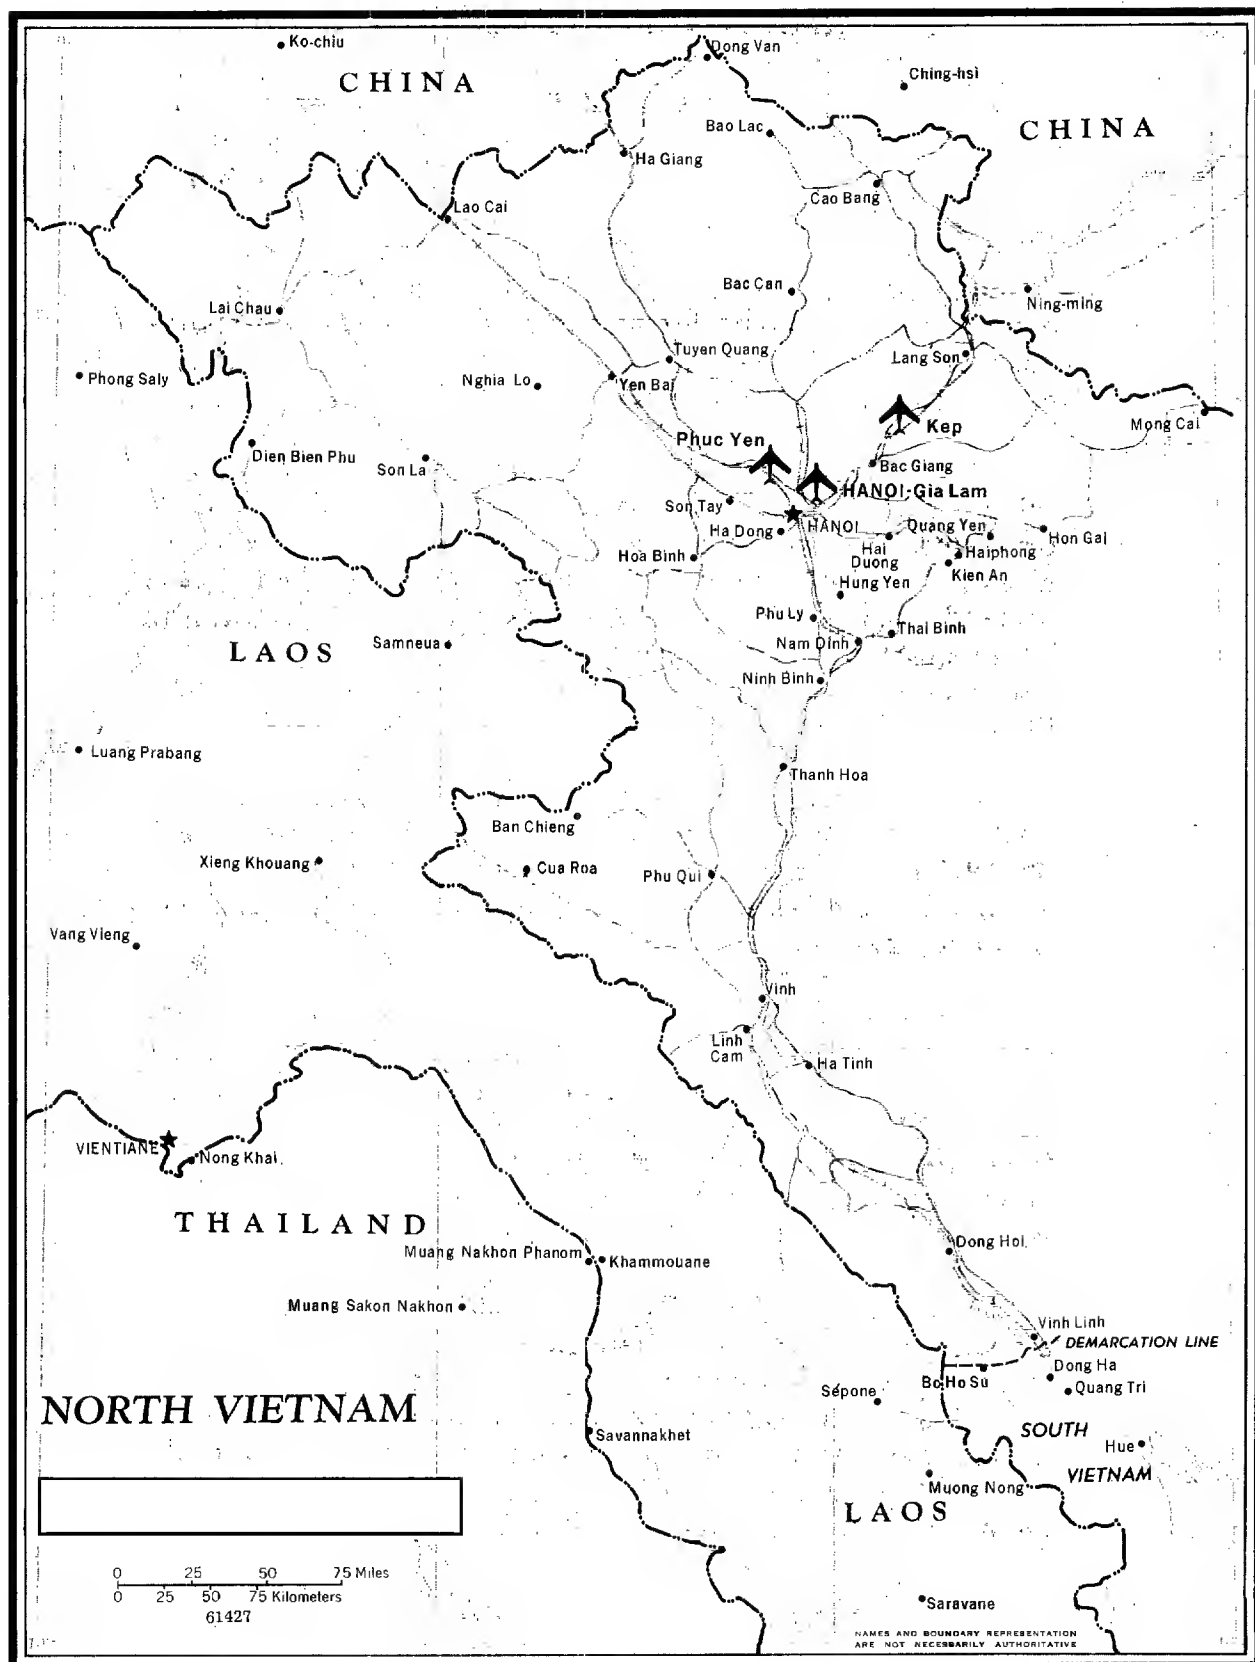 Ko-chiu
Dong Van
CHINA
Ching-hsi
Bao Lac
CHINA
Ha Giang
Cao Bang
Lao Cai
Bac Can
Ning-ming
Lai Chau
Tuyen Quang
Lang Son
Phong Saly
Nghia Lo
Yen Bai
Mong Cai
Kep
Phuc Yen
Dien Bien Phu
Son La
Bac Giang
HANOI-Gia Lam
Son Tay
Ha Dong
HANOI
Quang Yen
Hon Gai
Hai
Duong
Haiphong
Hoa Binh
Kien An
Hung Yen
Phu Ly
Thai Binh
LAOS
Samneua
Nam Dinh
Ninh Binh
Luang Prabang
Thanh Hoa
Ban Chieng
Xieng Khouang
Cua Roa
Phu Qui
Vang Vieng
Vinh
Linh
Cam
Ha Tinh
VIENTIANE
Nong Khai
THAILAND
Dong Hoi
Muang Nakhon Phanom
Khammouane
Muang Sakon Nakhon
Vinh Linh
DEMARCATION LINE
Dong Ha
Bo Ho Su
Quang Tri
Sépone
NORTH VIETNAM
SOUTH
VIETNAM
Hue
Savannakhet
Muong Nong
LAOS
0 25 50 75 Miles
0 25 50 75 Kilometers
61427
Saravane
NAMES AND BOUNDARY REPRESENTATION
ARE NOT NECESSARILY AUTHORITATIVE